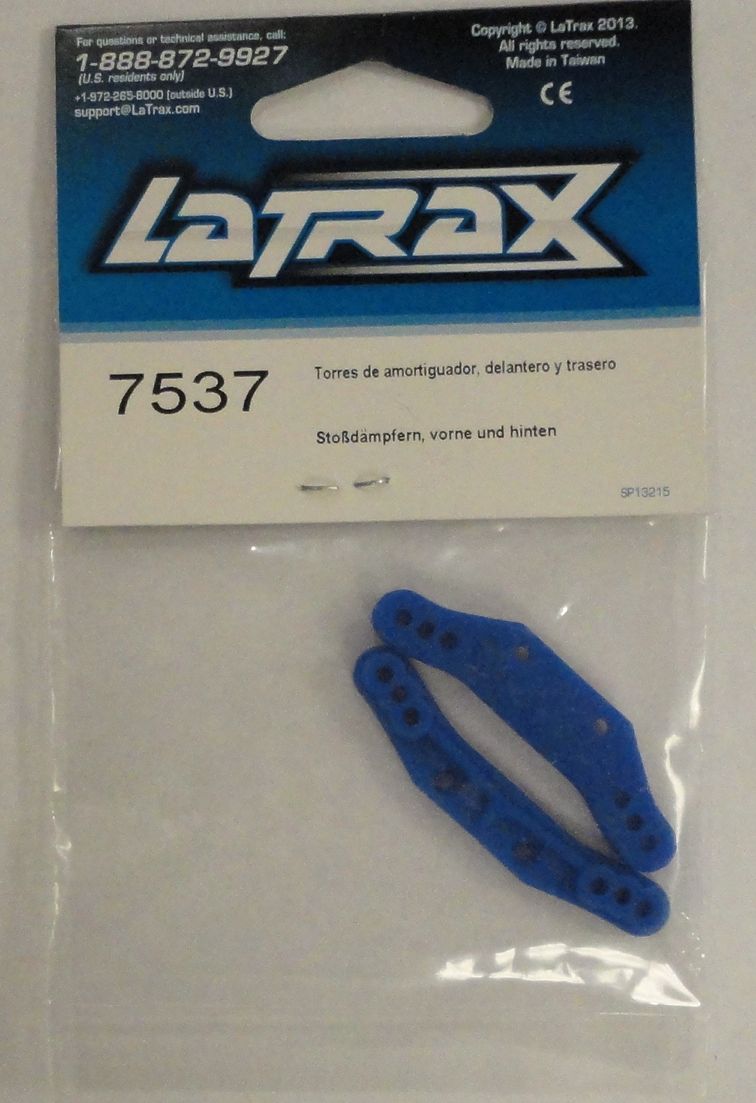 For questions or technical assistance, call:
1-888-872-9927
(U.S. residents only)
+1-972-265-8000 (outside U.S.)
support@LaTrax.com
Copyright © LaTrax 2013.
All rights reserved.
Made in Taiwan
CE
LaTrax
7537
Torres de amortiguador, delantero y trasero
Stoßdämpfern, vorne und hinten
SP13215